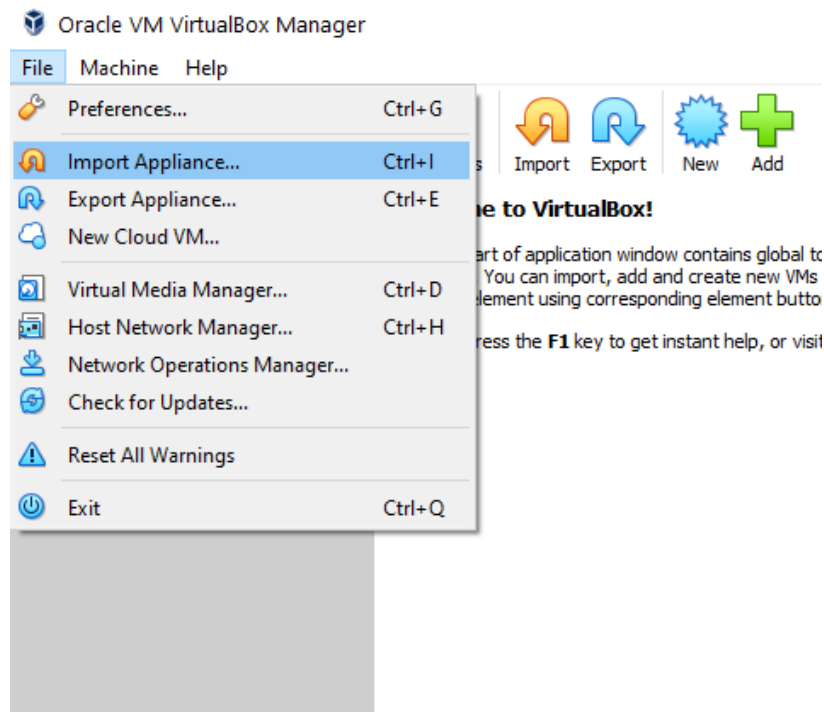 Oracle VM VirtualBox Manager
File Machine Help
Preferences... Ctrl+G
Import Appliance... Ctrl+I
Export Appliance... Ctrl+E
New Cloud VM...
Virtual Media Manager... Ctrl+D
Host Network Manager... Ctrl+H
Network Operations Manager...
Check for Updates...
Reset All Warnings
Exit Ctrl+Q
Import Export New Add
to VirtualBox!
of application window contains global
You can import, add and create new VMs
using corresponding element
the F1 key to get instant help, or visit